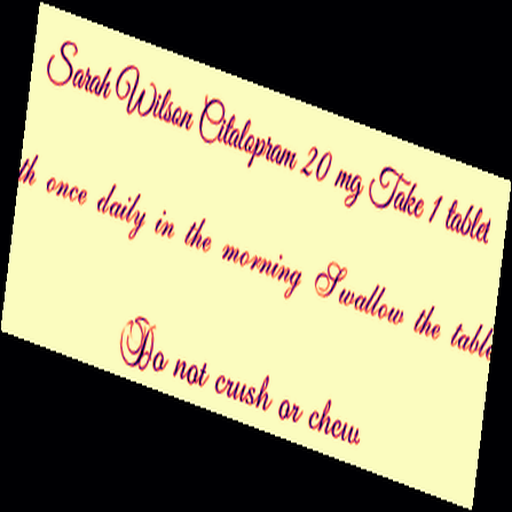 Sarah Wilson Citalopram 20 mg Take 1 tablet
once daily in the morning Swallow the
Do not crush or chew